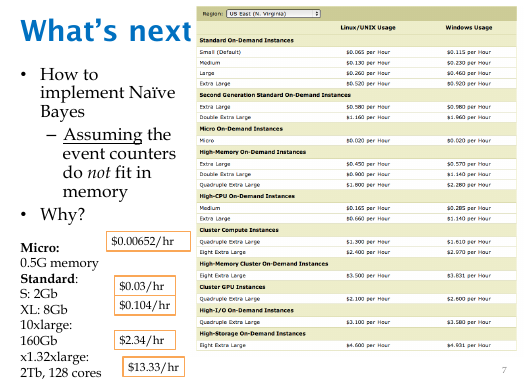 What's next
• How to
implement Naïve
Bayes
– Assuming the
event counters
do not fit in
memory
• Why?
Micro:
0.5G memory
Standard:
S: 2Gb
XL: 8Gb
10xlarge:
160Gb
x1.32xlarge:
2Tb, 128 cores
$0.00652/hr
$0.03/hr
$0.104/hr
$2.34/hr
$13.33/hr
Region: US East (N. Virginia)
Linux/UNIX Usage Windows Usage
Standard On-Demand Instances
Small (Default) $0.065 per Hour $0.115 per Hour
Medium $0.130 per Hour $0.230 per Hour
Large $0.260 per Hour $0.460 per Hour
Extra Large $0.520 per Hour $0.920 per Hour
Second Generation Standard On-Demand Instances
Extra Large $0.580 per Hour $0.980 per Hour
Double Extra Large $1.160 per Hour $1.960 per Hour
Micro On-Demand Instances
Micro $0.020 per Hour $0.020 per Hour
High-Memory On-Demand Instances
Extra Large $0.450 per Hour $0.570 per Hour
Double Extra Large $0.900 per Hour $1.140 per Hour
Quadruple Extra Large $1.800 per Hour $2.280 per Hour
High-CPU On-Demand Instances
Medium $0.165 per Hour $0.285 per Hour
Extra Large $0.660 per Hour $1.140 per Hour
Cluster Compute Instances
Quadruple Extra Large $1.300 per Hour $1.610 per Hour
Eight Extra Large $2.400 per Hour $2.970 per Hour
High-Memory Cluster On-Demand Instances
Eight Extra Large $3.500 per Hour $3.831 per Hour
Cluster GPU Instances
Quadruple Extra Large $2.100 per Hour $2.600 per Hour
High-I/O On-Demand Instances
Quadruple Extra Large $3.100 per Hour $3.580 per Hour
High-Storage On-Demand Instances
Eight Extra Large $4.600 per Hour $4.931 per Hour
7